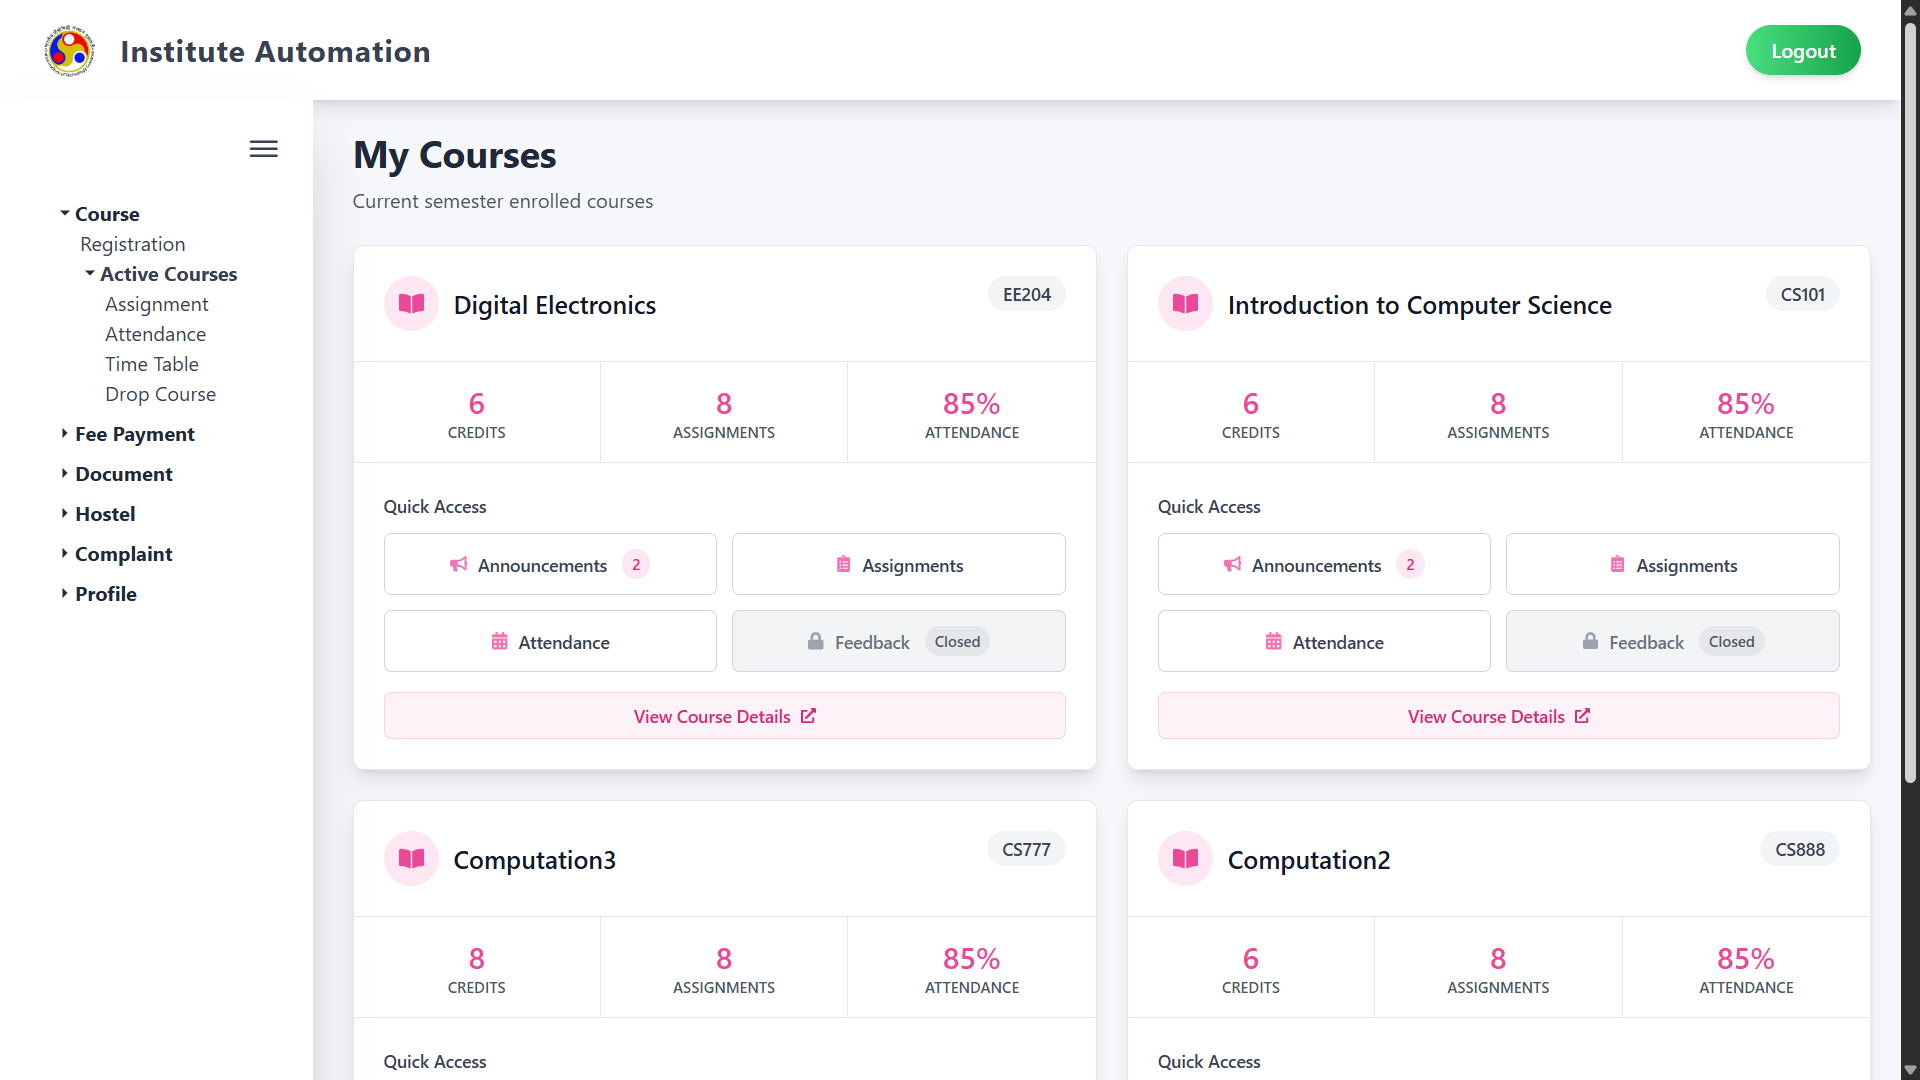 Institute Automation
Logout
Course
Registration
Active Courses
Assignment
Attendance
Time Table
Drop Course
Fee Payment
Document
Hostel
Complaint
Profile
My Courses
Current semester enrolled courses
Digital Electronics
EE204
6
CREDITS
8
ASSIGNMENTS
85%
ATTENDANCE
Quick Access
Announcements 2
Assignments
Attendance
Feedback Closed
View Course Details
Introduction to Computer Science
CS101
6
CREDITS
8
ASSIGNMENTS
85%
ATTENDANCE
Quick Access
Announcements 2
Assignments
Attendance
Feedback Closed
View Course Details
Computation3
CS777
8
CREDITS
8
ASSIGNMENTS
85%
ATTENDANCE
Quick Access
Computation2
CS888
6
CREDITS
8
ASSIGNMENTS
85%
ATTENDANCE
Quick Access